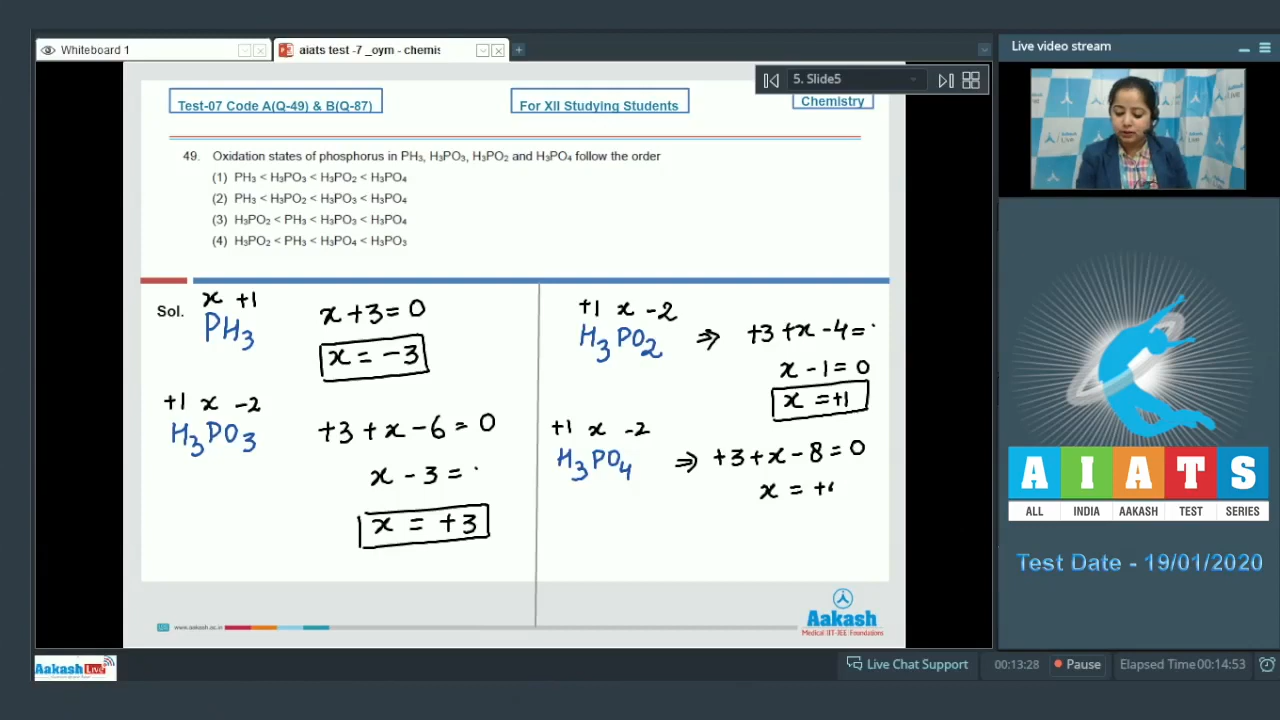 Whiteboard 1
aiats test -7 _oym - chemis
Live video stream
5. Slide5
Test-07 Code A(Q-49) & B(Q-87)
For XII Studying Students
Chemistry
49. Oxidation states of phosphorus in PH₃, H₃PO₃, H₃PO₂ and H₃PO₄ follow the order
(1) PH₃ < H₃PO₃ < H₃PO₂ < H₃PO₄
(2) PH₃ < H₃PO₂ < H₃PO₃ < H₃PO₄
(3) H₃PO₂ < PH₃ < H₃PO₃ < H₃PO₄
(4) H₃PO₂ < PH₃ < H₃PO₄ < H₃PO₃
Sol.
x +1
PH₃
x + 3 = 0
x = -3
+1 x -2
H₃PO₃
+3 + x - 6 = 0
x - 3 =
x = +3
+1 x -2
H₃PO₂ ⇒ +3 + x - 4 =
x - 1 = 0
x = +1
+1 x -2
H₃PO₄ ⇒ +3 + x - 8 = 0
x = +
www.aakash.ac.in
Aakash
Medical | IIT-JEE | Foundations
A I A T S
ALL INDIA AAKASH TEST SERIES
Test Date - 19/01/2020
Aakash Live
Live Chat Support
00:13:28
Pause
Elapsed Time 00:14:53